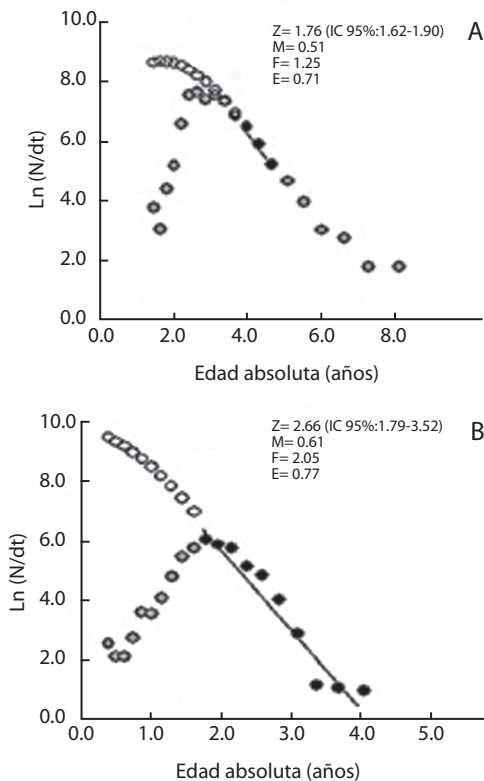 A
Z= 1.76 (IC 95%:1.62-1.90)
M= 0.51
F= 1.25
E= 0.71
Ln (N/dt)
10.0
8.0
6.0
4.0
2.0
0.0
0.0 2.0 4.0 6.0 8.0
Edad absoluta (años)
B
Z= 2.66 (IC 95%:1.79-3.52)
M= 0.61
F= 2.05
E= 0.77
Ln (N/dt)
10.0
8.0
6.0
4.0
2.0
0.0
0.0 1.0 2.0 3.0 4.0 5.0
Edad absoluta (años)